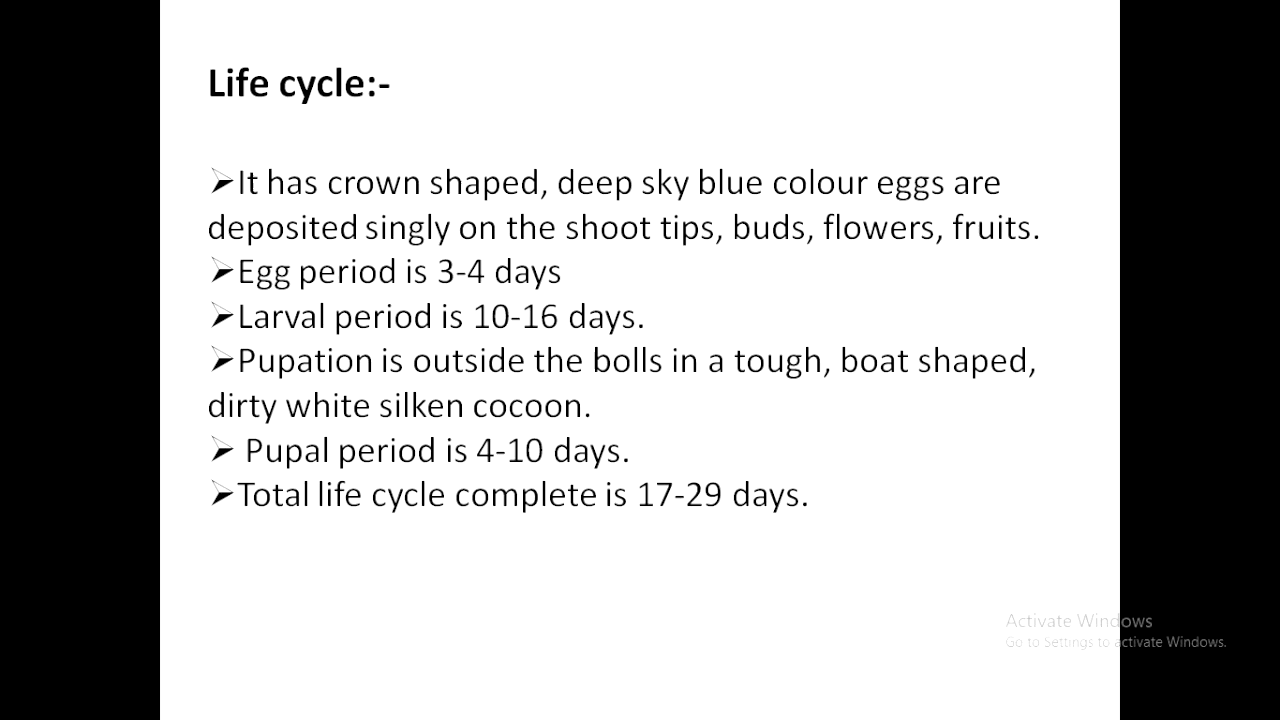 Life cycle:-
➢It has crown shaped, deep sky blue colour eggs are
deposited singly on the shoot tips, buds, flowers, fruits.
➢Egg period is 3-4 days
➢Larval period is 10-16 days.
➢Pupation is outside the bolls in a tough, boat shaped,
dirty white silken cocoon.
➢ Pupal period is 4-10 days.
➢Total life cycle complete is 17-29 days.
Activate Windows
Go to Settings to activate Windows.